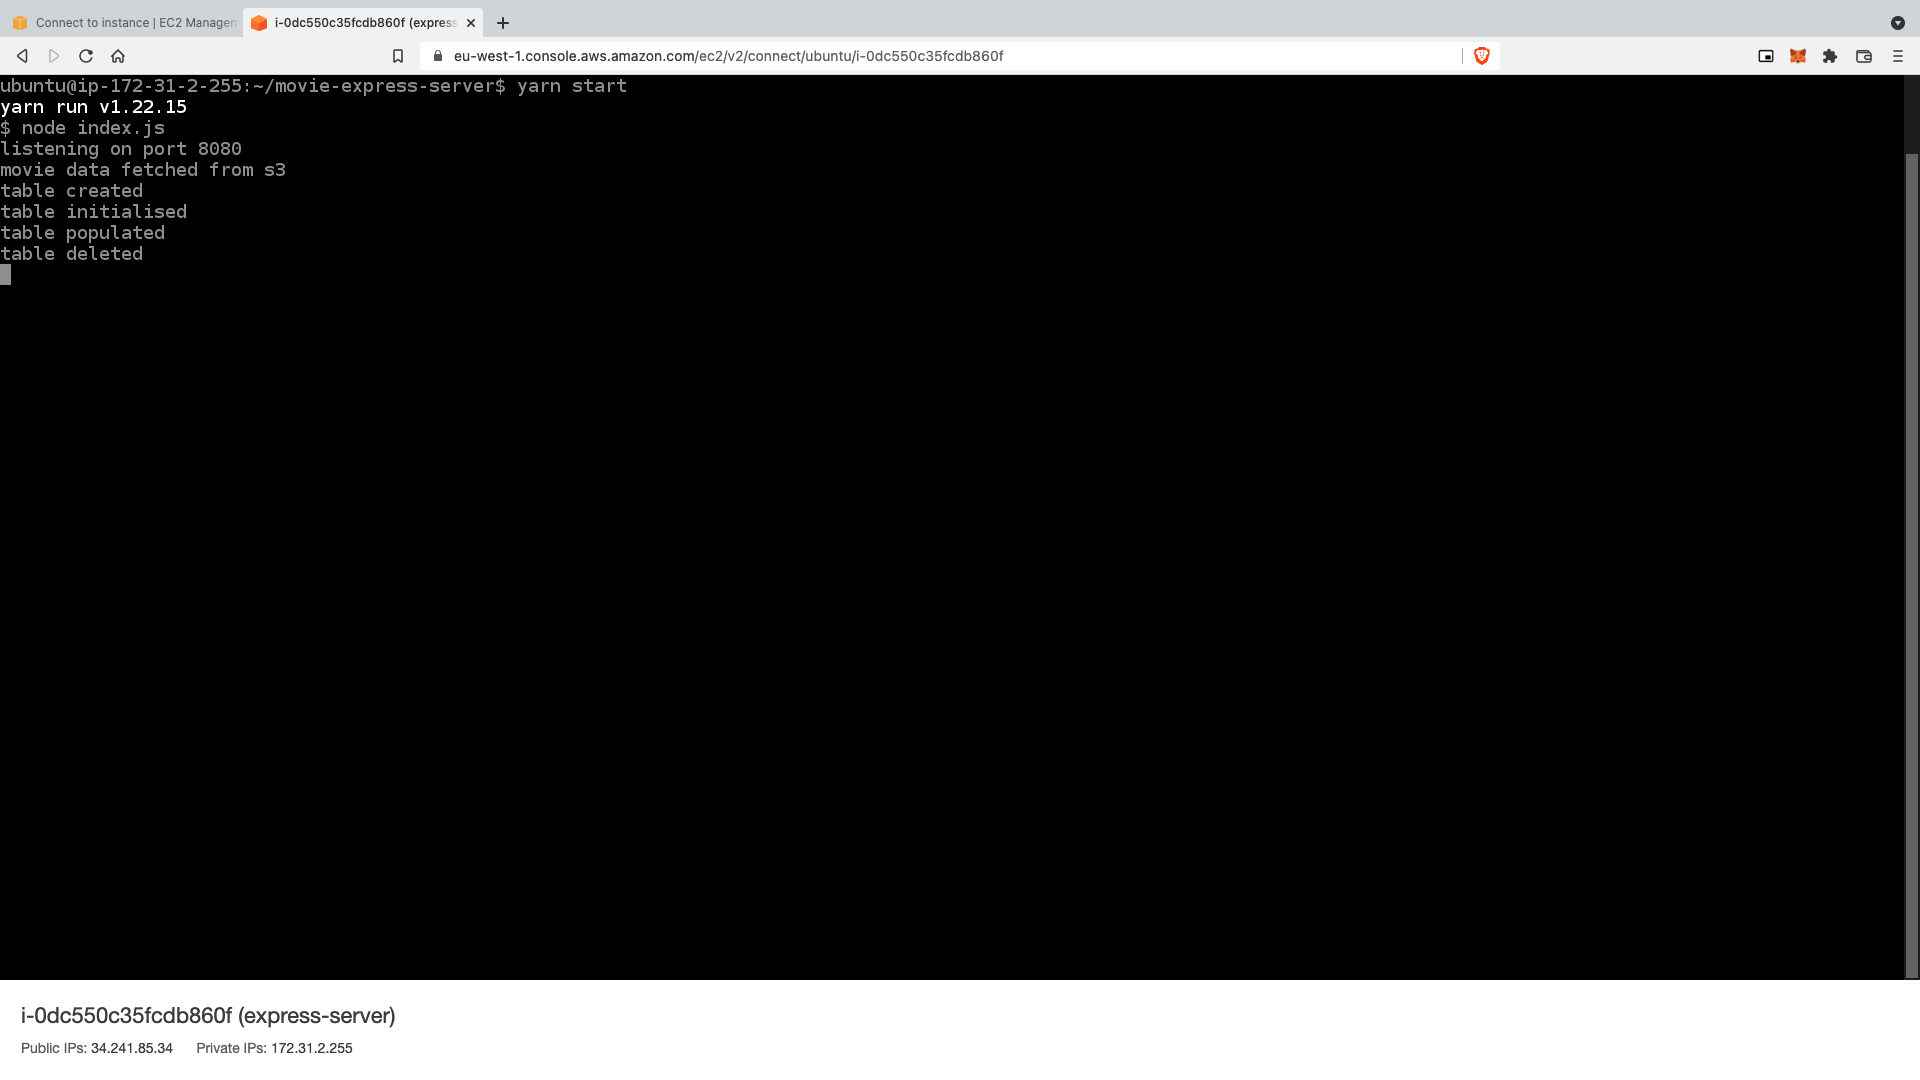 Connect to instance | EC2 Managem
i-0dc550c35fcdb860f (express-
eu-west-1.console.aws.amazon.com/ec2/v2/connect/ubuntu/i-0dc550c35fcdb860f
ubuntu@ip-172-31-2-255:~/movie-express-server$ yarn start
yarn run v1.22.15
$ node index.js
listening on port 8080
movie data fetched from s3
table created
table initialised
table populated
table deleted
i-0dc550c35fcdb860f (express-server)
Public IPs: 34.241.85.34 Private IPs: 172.31.2.255